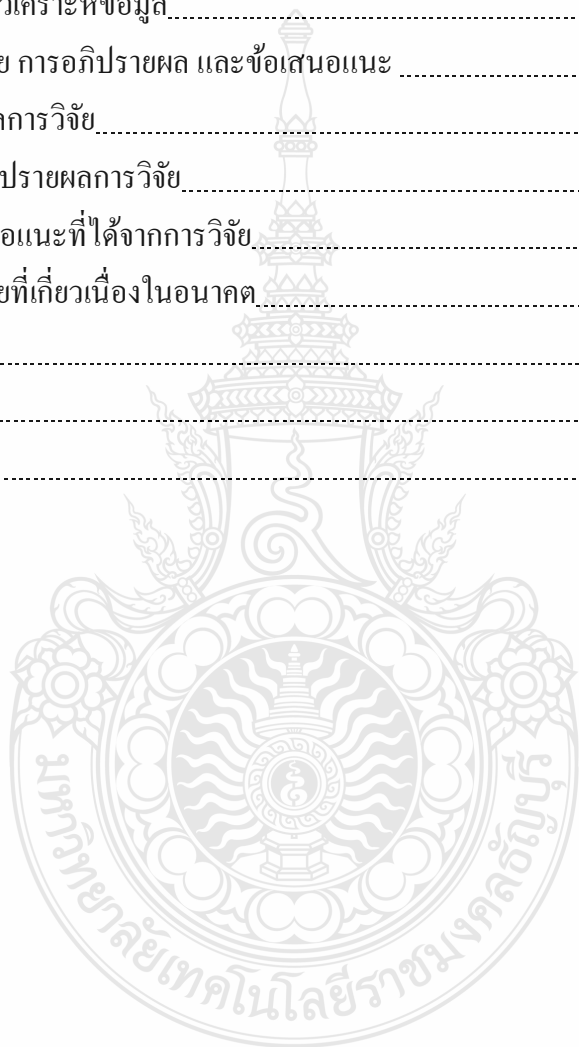 วิเคราะห์ข้อมูล
ย การอภิปรายผล และข้อเสนอแนะ
ลการวิจัย
ปรายผลการวิจัย
อแนะที่ได้จากการวิจัย
ยที่เกี่ยวเนื่องในอนาคต
มหาวิทยาลัยเทคโนโลยีราชมงคลธัญบุรี